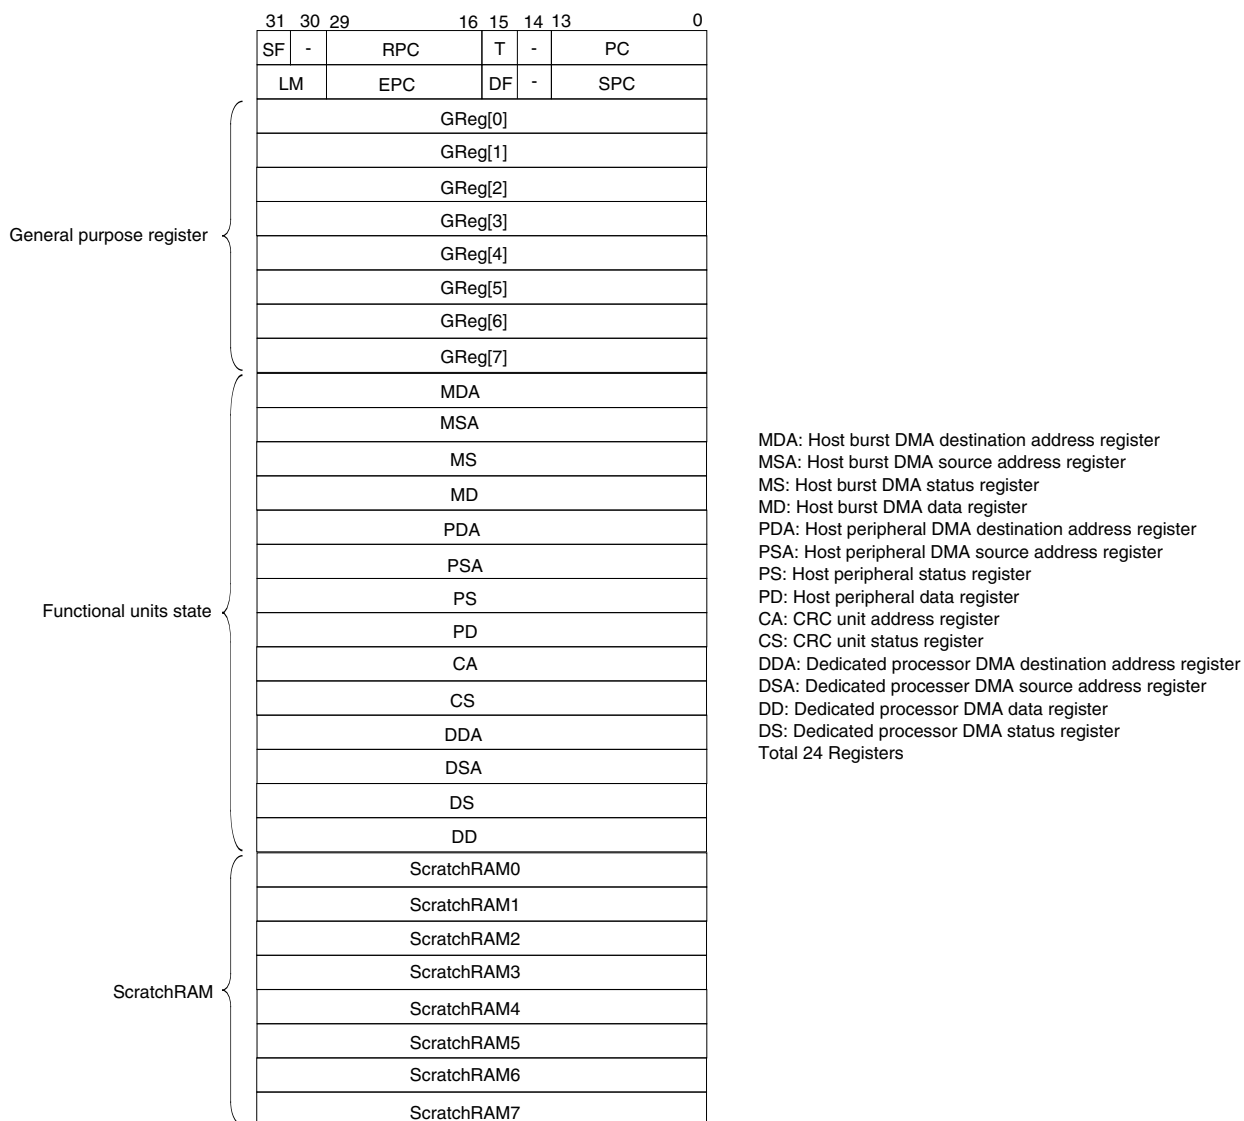 31 30 29 16 15 14 13 0
SF - RPC T - PC
LM EPC DF - SPC
GReg[0]
GReg[1]
GReg[2]
GReg[3]
General purpose register
GReg[4]
GReg[5]
GReg[6]
GReg[7]
MDA
MSA
MS
MD
PDA
PSA
PS
Functional units state
PD
CA
CS
DDA
DSA
DS
DD
MDA: Host burst DMA destination address register
MSA: Host burst DMA source address register
MS: Host burst DMA status register
MD: Host burst DMA data register
PDA: Host peripheral DMA destination address register
PSA: Host peripheral DMA source address register
PS: Host peripheral status register
PD: Host peripheral data register
CA: CRC unit address register
CS: CRC unit status register
DDA: Dedicated processor DMA destination address register
DSA: Dedicated processer DMA source address register
DD: Dedicated processor DMA data register
DS: Dedicated processor DMA status register
Total 24 Registers
ScratchRAM0
ScratchRAM1
ScratchRAM2
ScratchRAM3
ScratchRAM
ScratchRAM4
ScratchRAM5
ScratchRAM6
ScratchRAM7